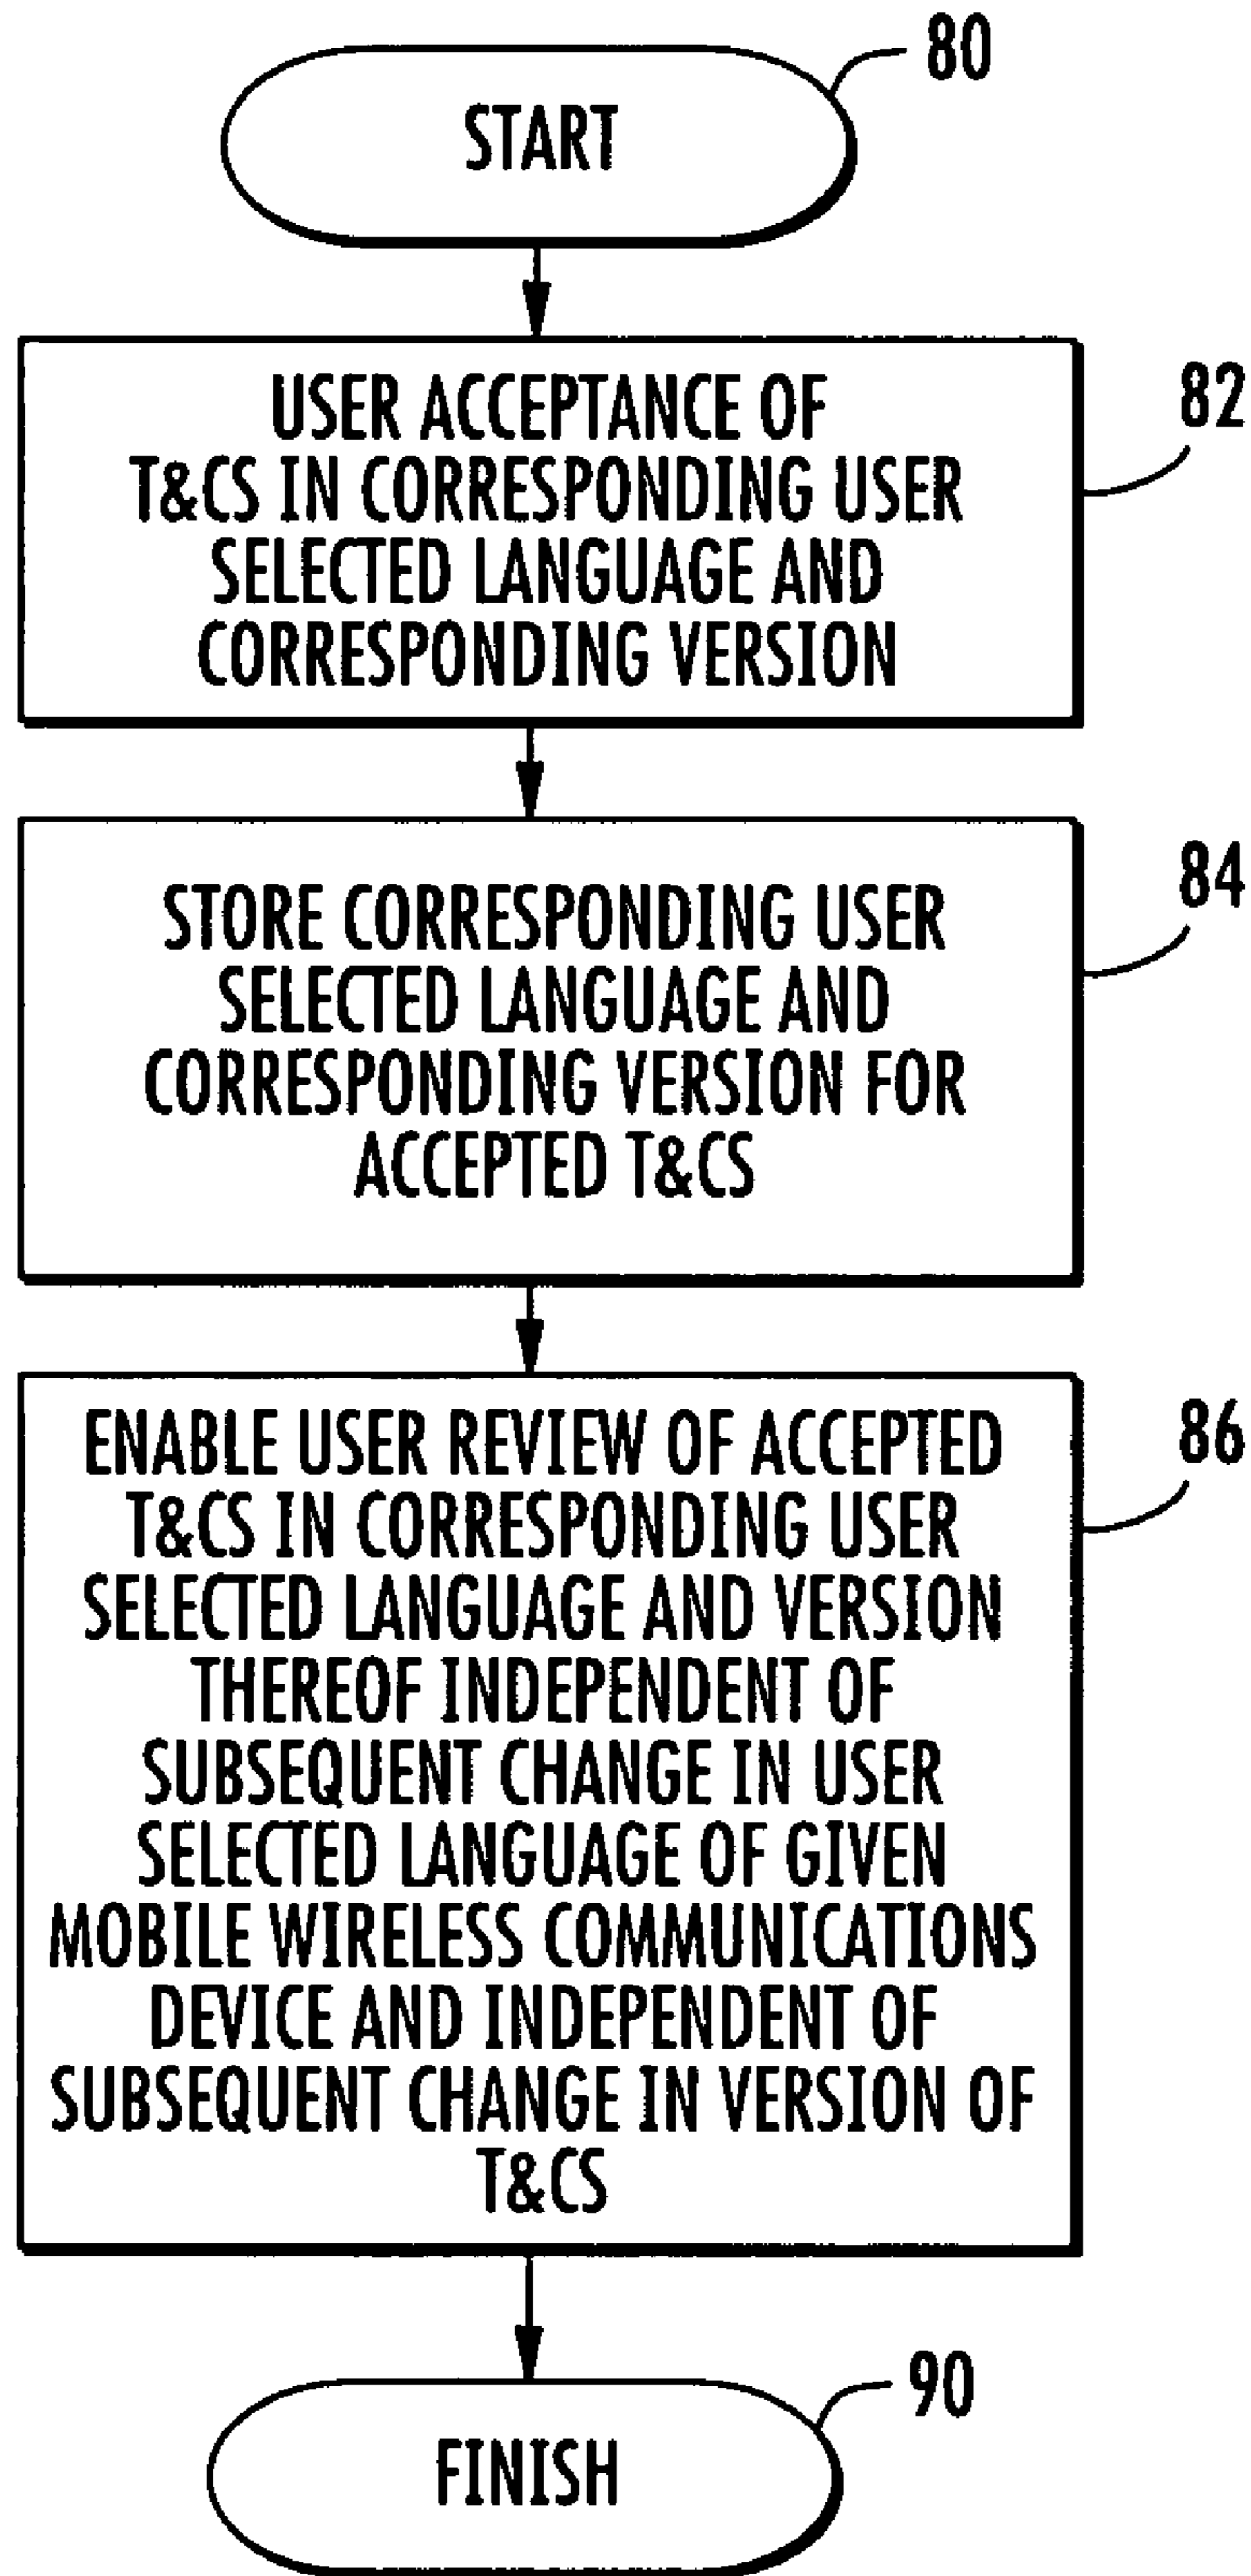 80
START
82
USER ACCEPTANCE OF
T&CS IN CORRESPONDING USER
SELECTED LANGUAGE AND
CORRESPONDING VERSION
84
STORE CORRESPONDING USER
SELECTED LANGUAGE AND
CORRESPONDING VERSION FOR
ACCEPTED T&CS
86
ENABLE USER REVIEW OF ACCEPTED
T&CS IN CORRESPONDING USER
SELECTED LANGUAGE AND VERSION
THEREOF INDEPENDENT OF
SUBSEQUENT CHANGE IN USER
SELECTED LANGUAGE OF GIVEN
MOBILE WIRELESS COMMUNICATIONS
DEVICE AND INDEPENDENT OF
SUBSEQUENT CHANGE IN VERSION OF
T&CS
90
FINISH